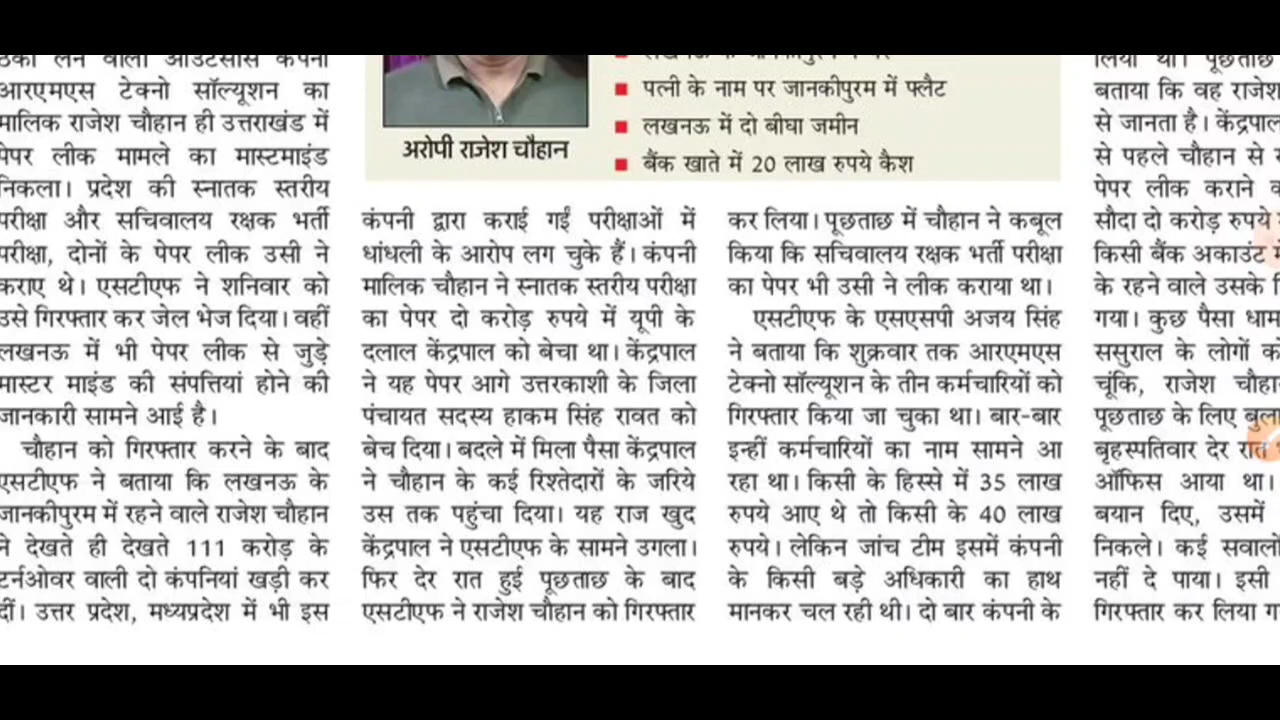 ठेका लेने वाली आउटसोर्स कंपनी
आरएमएस टेक्नो सॉल्यूशन का
मालिक राजेश चौहान ही उत्तराखंड में
पेपर लीक मामले का मास्टमाइंड
निकला। प्रदेश की स्नातक स्तरीय
परीक्षा और सचिवालय रक्षक भर्ती
परीक्षा, दोनों के पेपर लीक उसी ने
कराए थे। एसटीएफ ने शनिवार को
उसे गिरफ्तार कर जेल भेज दिया। वहीं
लखनऊ में भी पेपर लीक से जुड़े
मास्टर माइंड की संपत्तियां होने की
जानकारी सामने आई है।
चौहान को गिरफ्तार करने के बाद
एसटीएफ ने बताया कि लखनऊ के
जानकीपुरम में रहने वाले राजेश चौहान
ने देखते ही देखते 111 करोड़ के
टर्नओवर वाली दो कंपनियां खड़ी कर
दीं। उत्तर प्रदेश, मध्यप्रदेश में भी इस
अरोपी राजेश चौहान
पत्नी के नाम पर जानकीपुरम में फ्लैट
लखनऊ में दो बीघा जमीन
बैंक खाते में 20 लाख रुपये कैश
कंपनी द्वारा कराई गईं परीक्षाओं में
धांधली के आरोप लग चुके हैं। कंपनी
मालिक चौहान ने स्नातक स्तरीय परीक्षा
का पेपर दो करोड़ रुपये में यूपी के
दलाल केंद्रपाल को बेचा था। केंद्रपाल
ने यह पेपर आगे उत्तरकाशी के जिला
पंचायत सदस्य हाकम सिंह रावत को
बेच दिया। बदले में मिला पैसा केंद्रपाल
ने चौहान के कई रिश्तेदारों के जरिये
उस तक पहुंचा दिया। यह राज खुद
केंद्रपाल ने एसटीएफ के सामने उगला।
फिर देर रात हुई पूछताछ के बाद
एसटीएफ ने राजेश चौहान को गिरफ्तार
कर लिया। पूछताछ में चौहान ने कबूल
किया कि सचिवालय रक्षक भर्ती परीक्षा
का पेपर भी उसी ने लीक कराया था।
एसटीएफ के एसएसपी अजय सिंह
ने बताया कि शुक्रवार तक आरएमएस
टेक्नो सॉल्यूशन के तीन कर्मचारियों को
गिरफ्तार किया जा चुका था। बार-बार
इन्हीं कर्मचारियों का नाम सामने आ
रहा था। किसी के हिस्से में 35 लाख
रुपये आए थे तो किसी के 40 लाख
रुपये। लेकिन जांच टीम इसमें कंपनी
के किसी बड़े अधिकारी का हाथ
मानकर चल रही थी। दो बार कंपनी के
लिया था। पूछताछ
बताया कि वह राजेश
से जानता है। केंद्रपाल
से पहले चौहान से
पेपर लीक कराने
सौदा दो करोड़ रुपये
किसी बैंक अकाउंट
के रहने वाले उसके
गया। कुछ पैसा
ससुराल के लोगों
चूंकि, राजेश
पूछताछ के लिए
बृहस्पतिवार देर रात
ऑफिस आया था।
बयान दिए, उसमें
निकले। कई
नहीं दे पाया। इसी
गिरफ्तार कर लिया